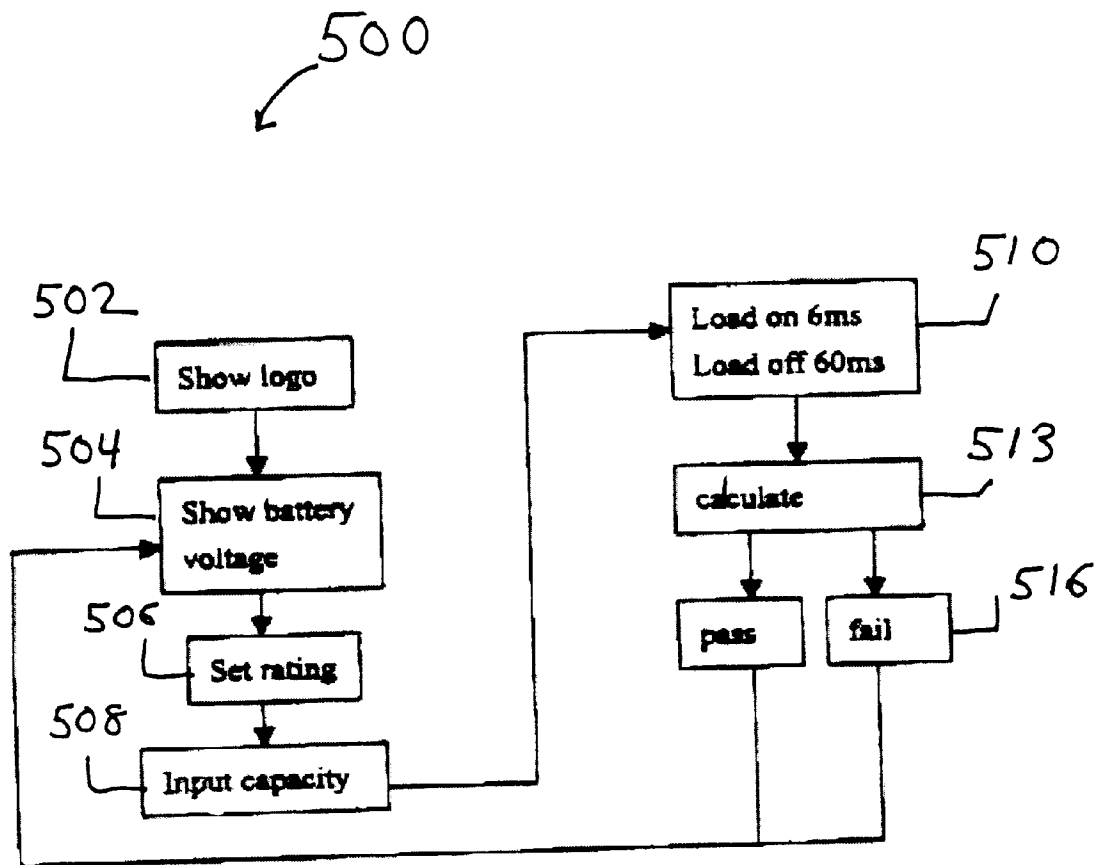 500
502
Show logo
504
Show battery
voltage
506
Set rating
508
Input capacity
510
Load on 6ms
Load off 60ms
513
caculate
pass
fail
516